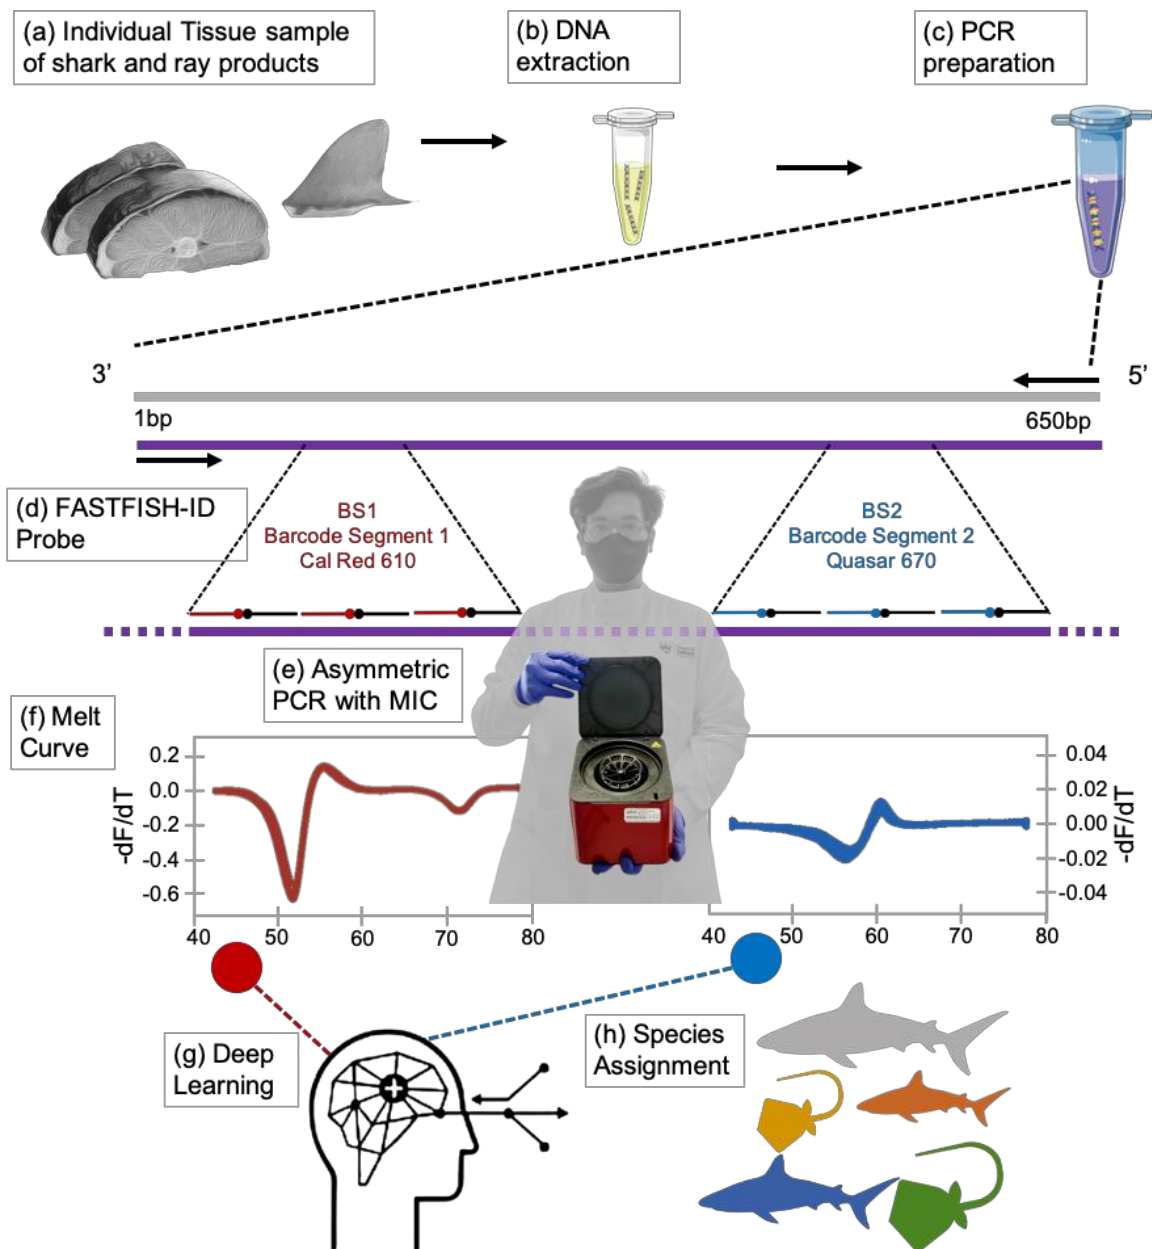 (a) Individual Tissue sample
of shark and ray products
(b) DNA
extraction
(c) PCR
preparation
3’
5’
1bp
650bp
(d) FASTFISH-ID
Probe
BS1
Barcode Segment 1
Cal Red 610
BS2
Barcode Segment 2
Quasar 670
(e) Asymmetric
PCR with MIC
(f) Melt
Curve
-dF/dT
0.2
0.0
-0.2
-0.4
-0.6
40
50
60
70
80
0.04
0.02
0.00
-0.02
-0.04
-dF/dT
40
50
60
70
80
(g) Deep
Learning
(h) Species
Assignment